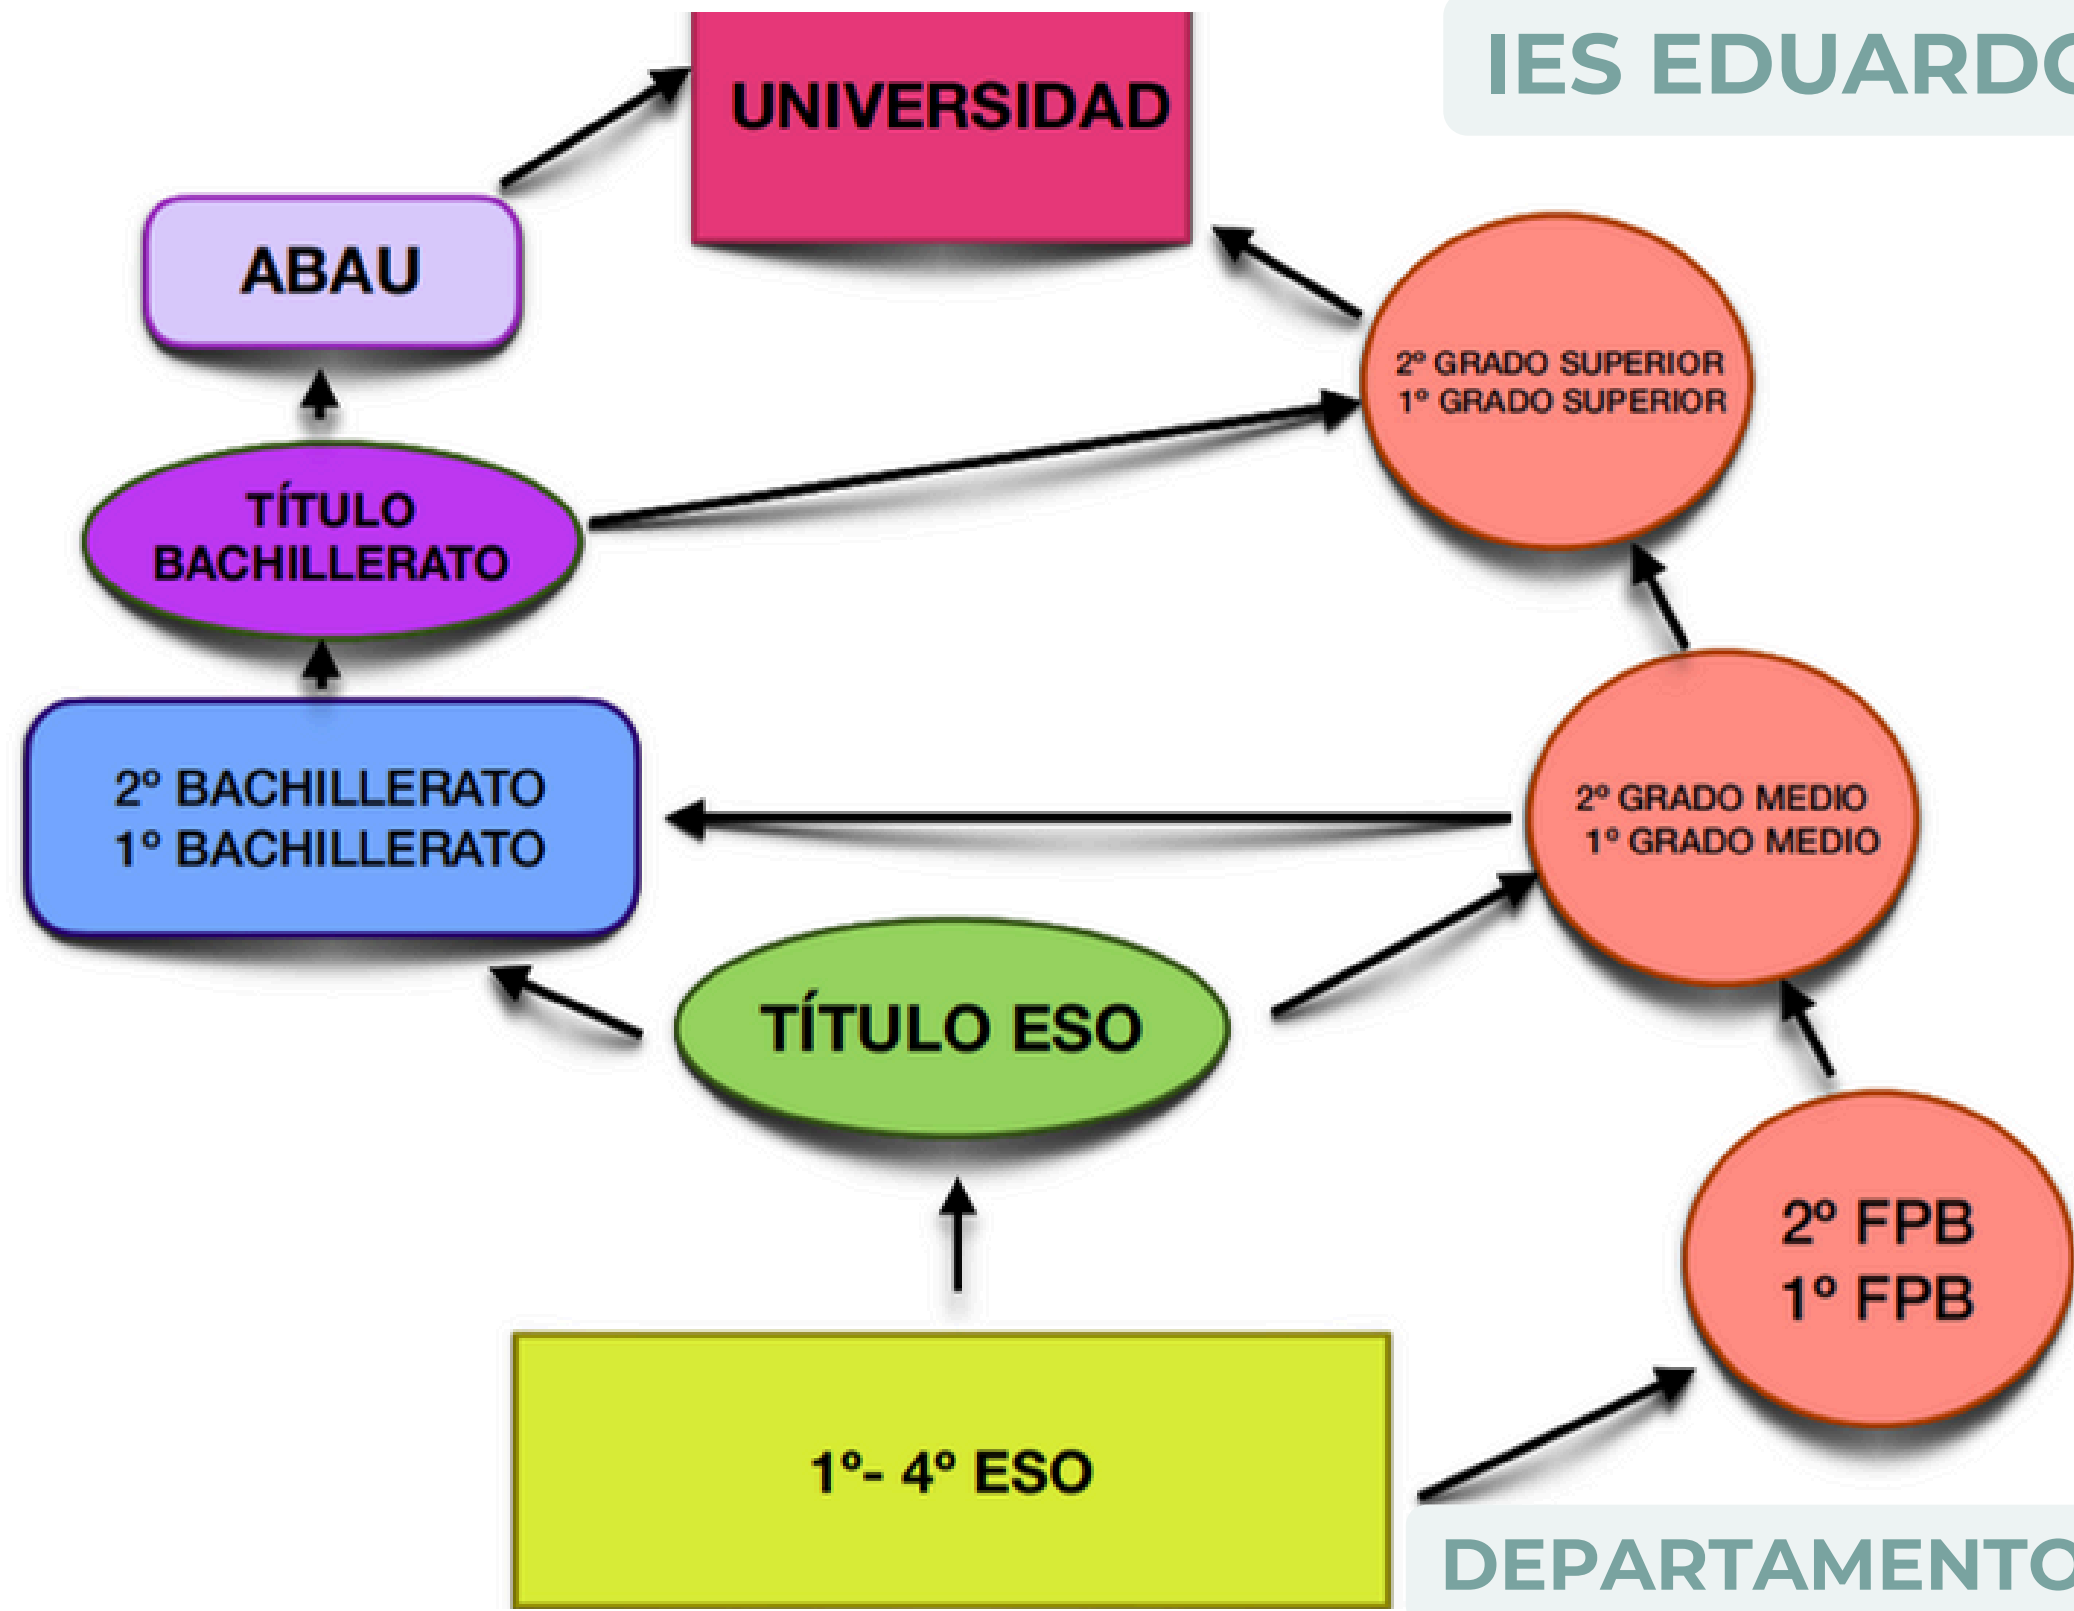 IES EDUARDO
UNIVERSIDAD
ABAU
2º GRADO SUPERIOR
1º GRADO SUPERIOR
TÍTULO
BACHILLERATO
2º BACHILLERATO
1º BACHILLERATO
2º GRADO MEDIO
1º GRADO MEDIO
TÍTULO ESO
2º FPB
1º FPB
1º- 4º ESO
DEPARTAMENTO